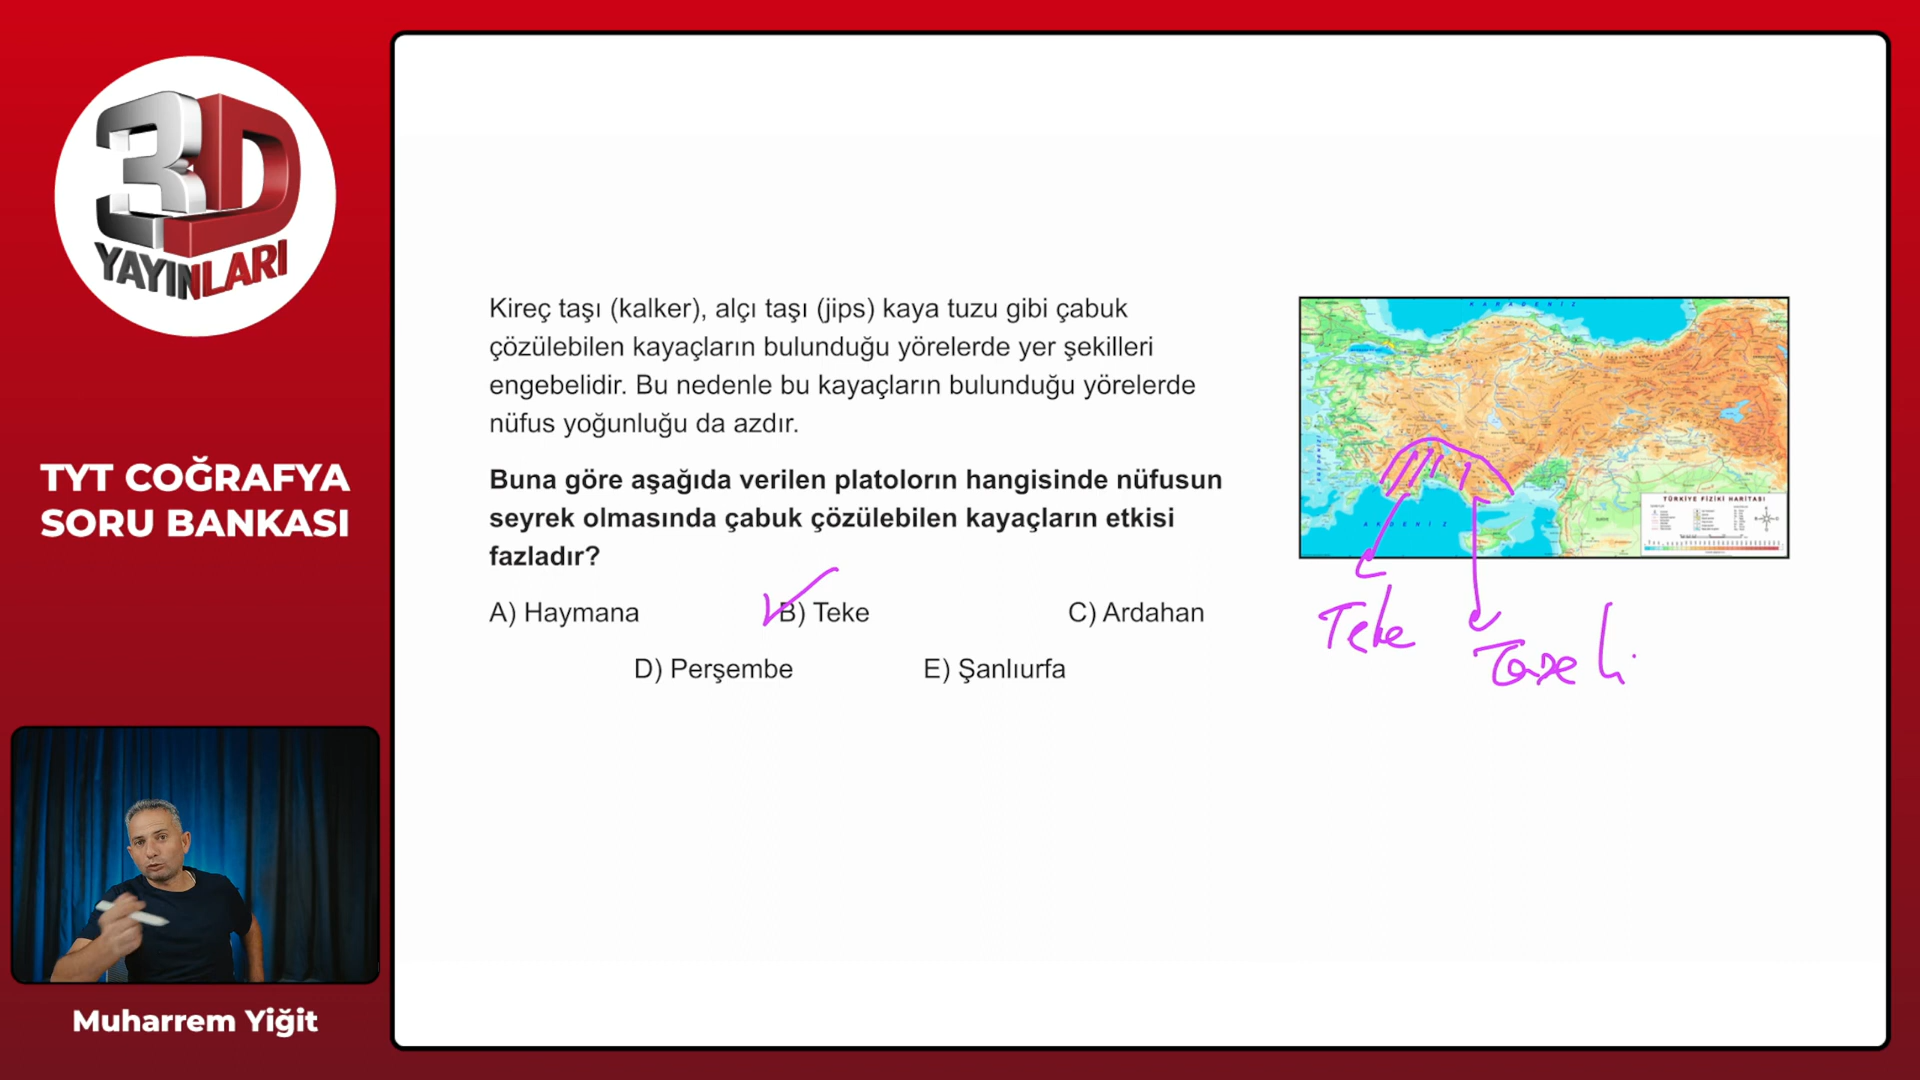 3D
YAYINLARI
TYT COĞRAFYA
SORU BANKASI
Muharrem Yiğit
Kireç taşı (kalker), alçı taşı (jips) kaya tuzu gibi çabuk
çözülebilen kayaçların bulunduğu yörelerde yer şekilleri
engebelidir. Bu nedenle bu kayaçların bulunduğu yörelerde
nüfus yoğunluğu da azdır.
Buna göre aşağıda verilen platolorın hangisinde nüfusun
seyrek olmasında çabuk çözülebilen kayaçların etkisi
fazladır?
A) Haymana
B) Teke
C) Ardahan
D) Perşembe
E) Şanlıurfa
KARADENİZ
AKDENİZ
TÜRKİYE FİZİKİ HARİTASI
Teke
Taşeli